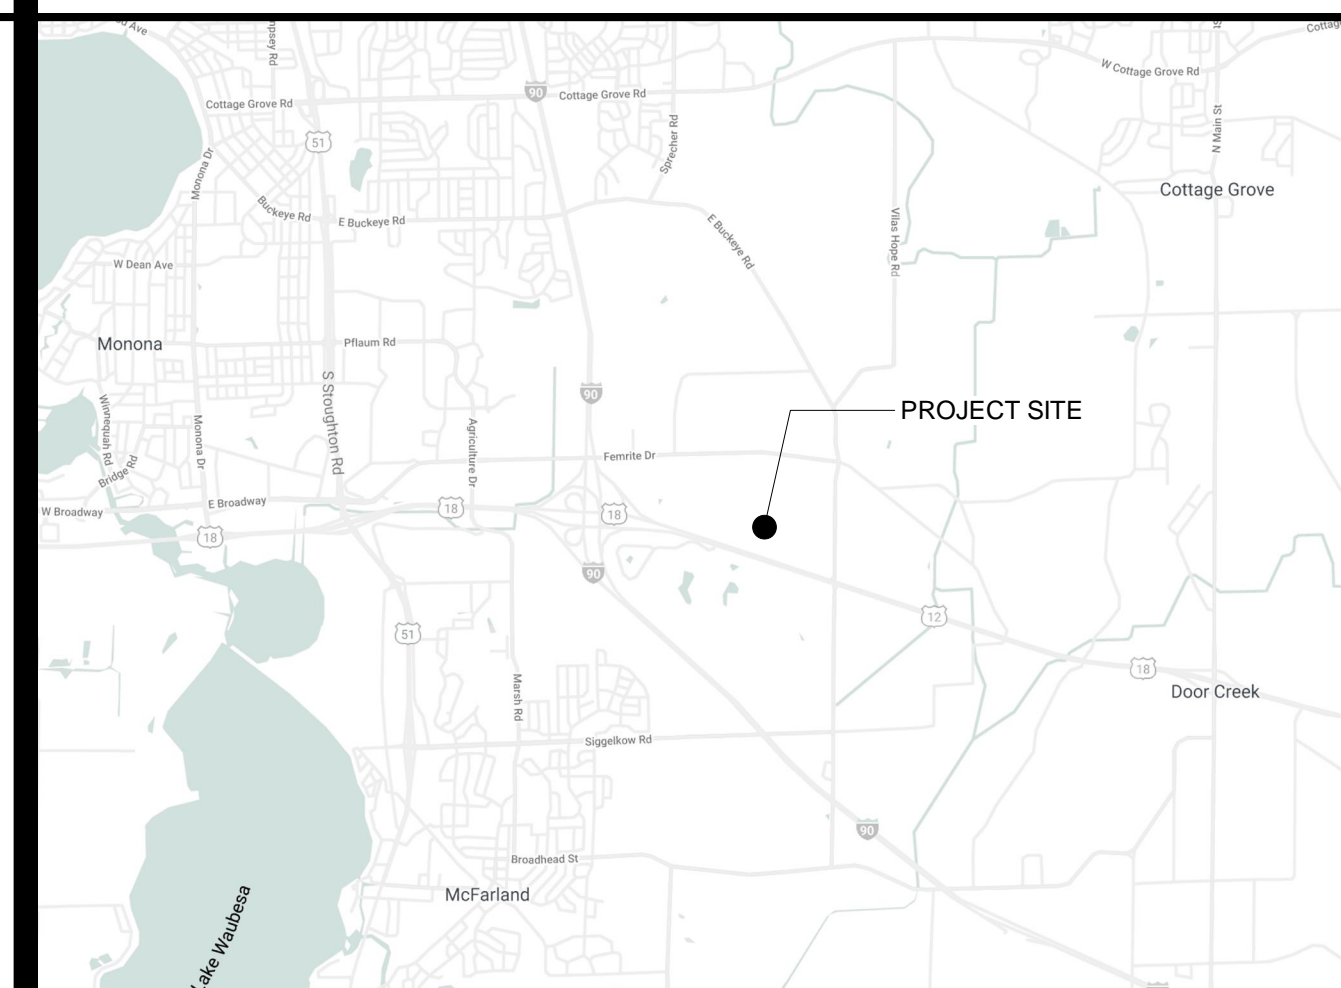 Cottage Grove Rd
90
Cottage Grove Rd
W Cottage Grove Rd
51
Sprecher Rd
N Main St
Monona Dr
Cottage Grove
Buckeye Rd
E Buckeye Rd
E Buckeye Rd
Vilas Hope Rd
W Dean Ave
Monona
Pflaum Rd
S Stoughton Rd
90
PROJECT SITE
Winnequah Rd
Monona Dr
Agriculture Dr
Bridge Rd
Femrite Dr
W Broadway
E Broadway
18
18
18
90
12
51
18
Door Creek
Marsh Rd
Siggelkow Rd
90
Broadhead St
McFarland
Lake Waubesa